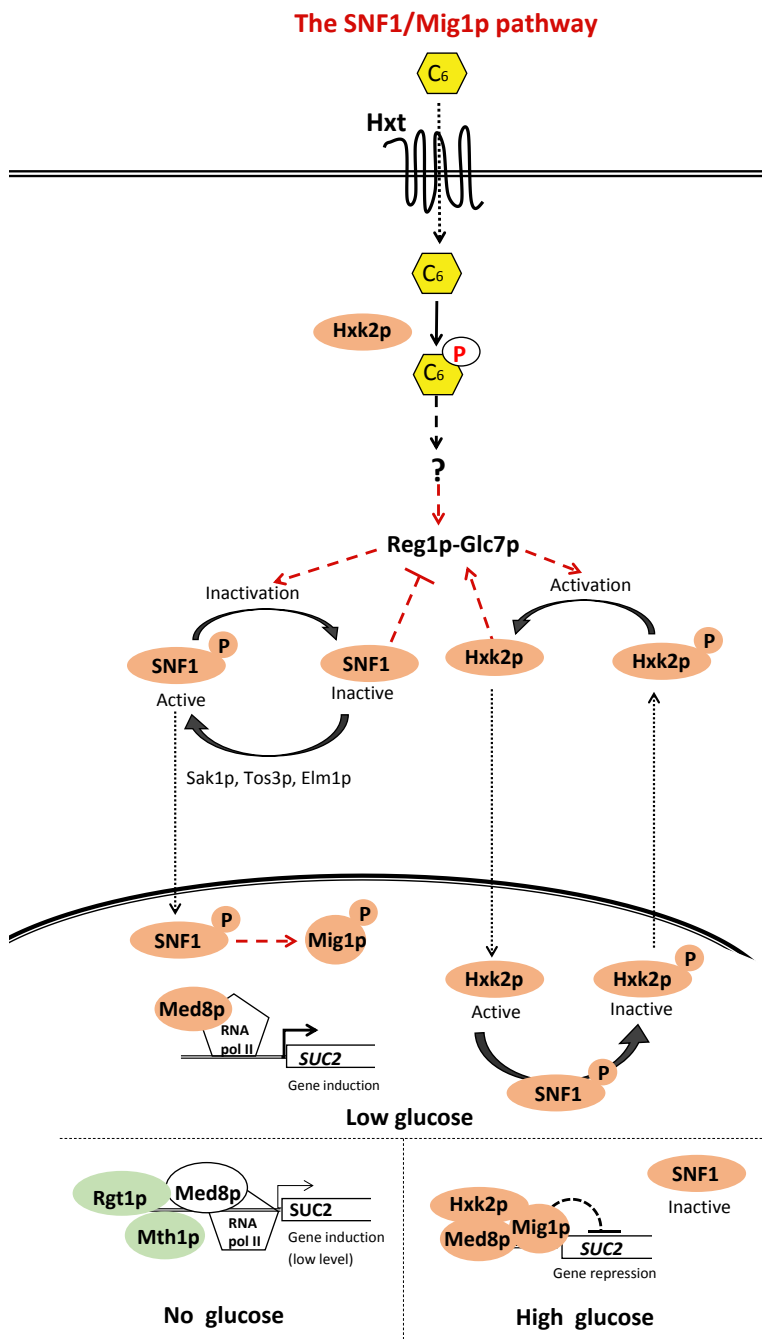 The SNF1/Mig1p pathway
C6
Hxt
C6
Hxk2p
P
C6
?
Reg1p-Glc7p
Inactivation
Activation
P
SNF1
Active
SNF1
Inactive
Hxk2p
P
Hxk2p
Sak1p, Tos3p, Elm1p
P
SNF1
P
Mig1p
Hxk2p
Active
P
Hxk2p
Inactive
Med8p
RNA
pol II
SUC2
Gene induction
P
SNF1
Low glucose
Rgt1p
Med8p
Mth1p
RNA
pol II
SUC2
Gene induction
(low level)
No glucose
SNF1
Inactive
Hxk2p
Med8p
Mig1p
SUC2
Gene repression
High glucose